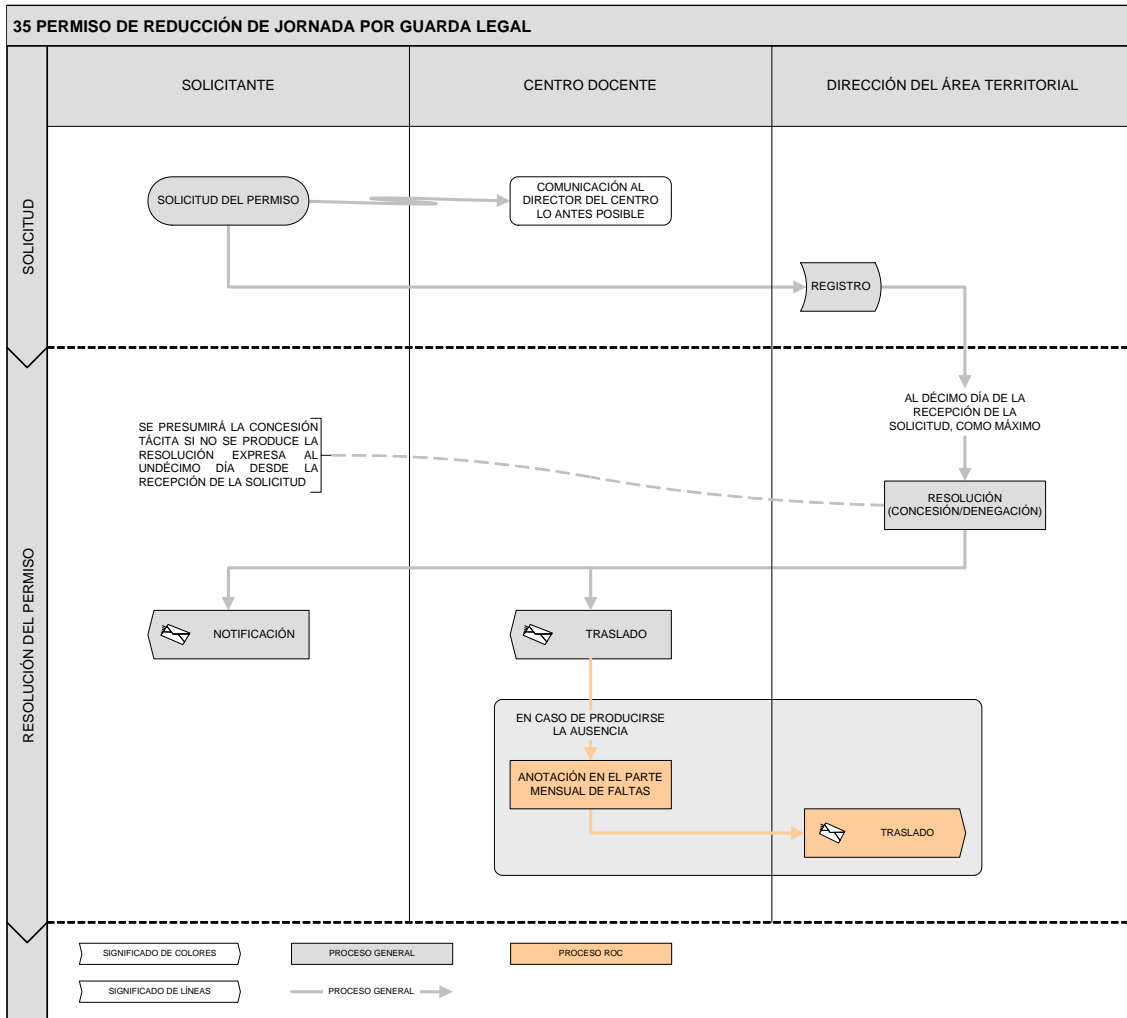 35 PERMISO DE REDUCCIÓN DE JORNADA POR GUARDA LEGAL
SOLICITANTE
CENTRO DOCENTE
DIRECCIÓN DEL ÁREA TERRITORIAL
SOLICITUD
SOLICITUD DEL PERMISO
COMUNICACIÓN AL
DIRECTOR DEL CENTRO
LO ANTES POSIBLE
REGISTRO
RESOLUCIÓN DEL PERMISO
AL DÉCIMO DÍA DE LA
RECEPCIÓN DE LA
SOLICITUD, COMO MÁXIMO
SE PRESUMIRÁ LA CONCESIÓN
TÁCITA SI NO SE PRODUCE LA
RESOLUCIÓN EXPRESA AL
UNDÉCIMO DÍA DESDE LA
RECEPCIÓN DE LA SOLICITUD
RESOLUCIÓN
(CONCESIÓN/DENEGACIÓN)
NOTIFICACIÓN
TRASLADO
EN CASO DE PRODUCIRSE
LA AUSENCIA
ANOTACIÓN EN EL PARTE
MENSUAL DE FALTAS
TRASLADO
SIGNIFICADO DE COLORES
PROCESO GENERAL
PROCESO ROC
SIGNIFICADO DE LÍNEAS
PROCESO GENERAL